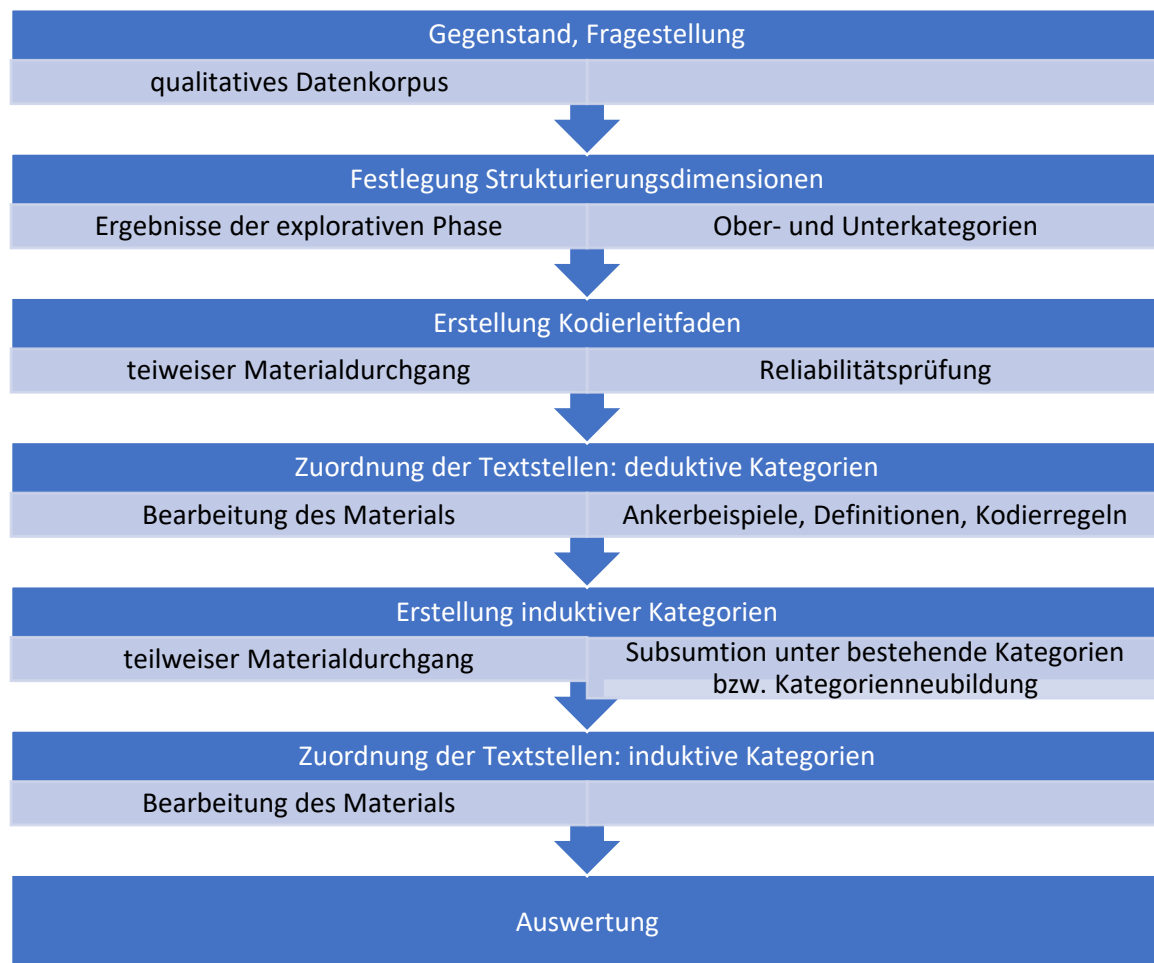 Gegenstand, Fragestellung
qualitatives Datenkorpus
Festlegung Strukturierungsdimensionen
Ergebnisse der explorativen Phase
Ober- und Unterkategorien
Erstellung Kodierleitfaden
teiweiser Materialdurchgang
Reliabilitätsprüfung
Zuordnung der Textstellen: deduktive Kategorien
Bearbeitung des Materials
Ankerbeispiele, Definitionen, Kodierregeln
Erstellung induktiver Kategorien
teilweiser Materialdurchgang
Subsumtion unter bestehende Kategorien
bzw. Kategorienneubildung
Zuordnung der Textstellen: induktive Kategorien
Bearbeitung des Materials
Auswertung